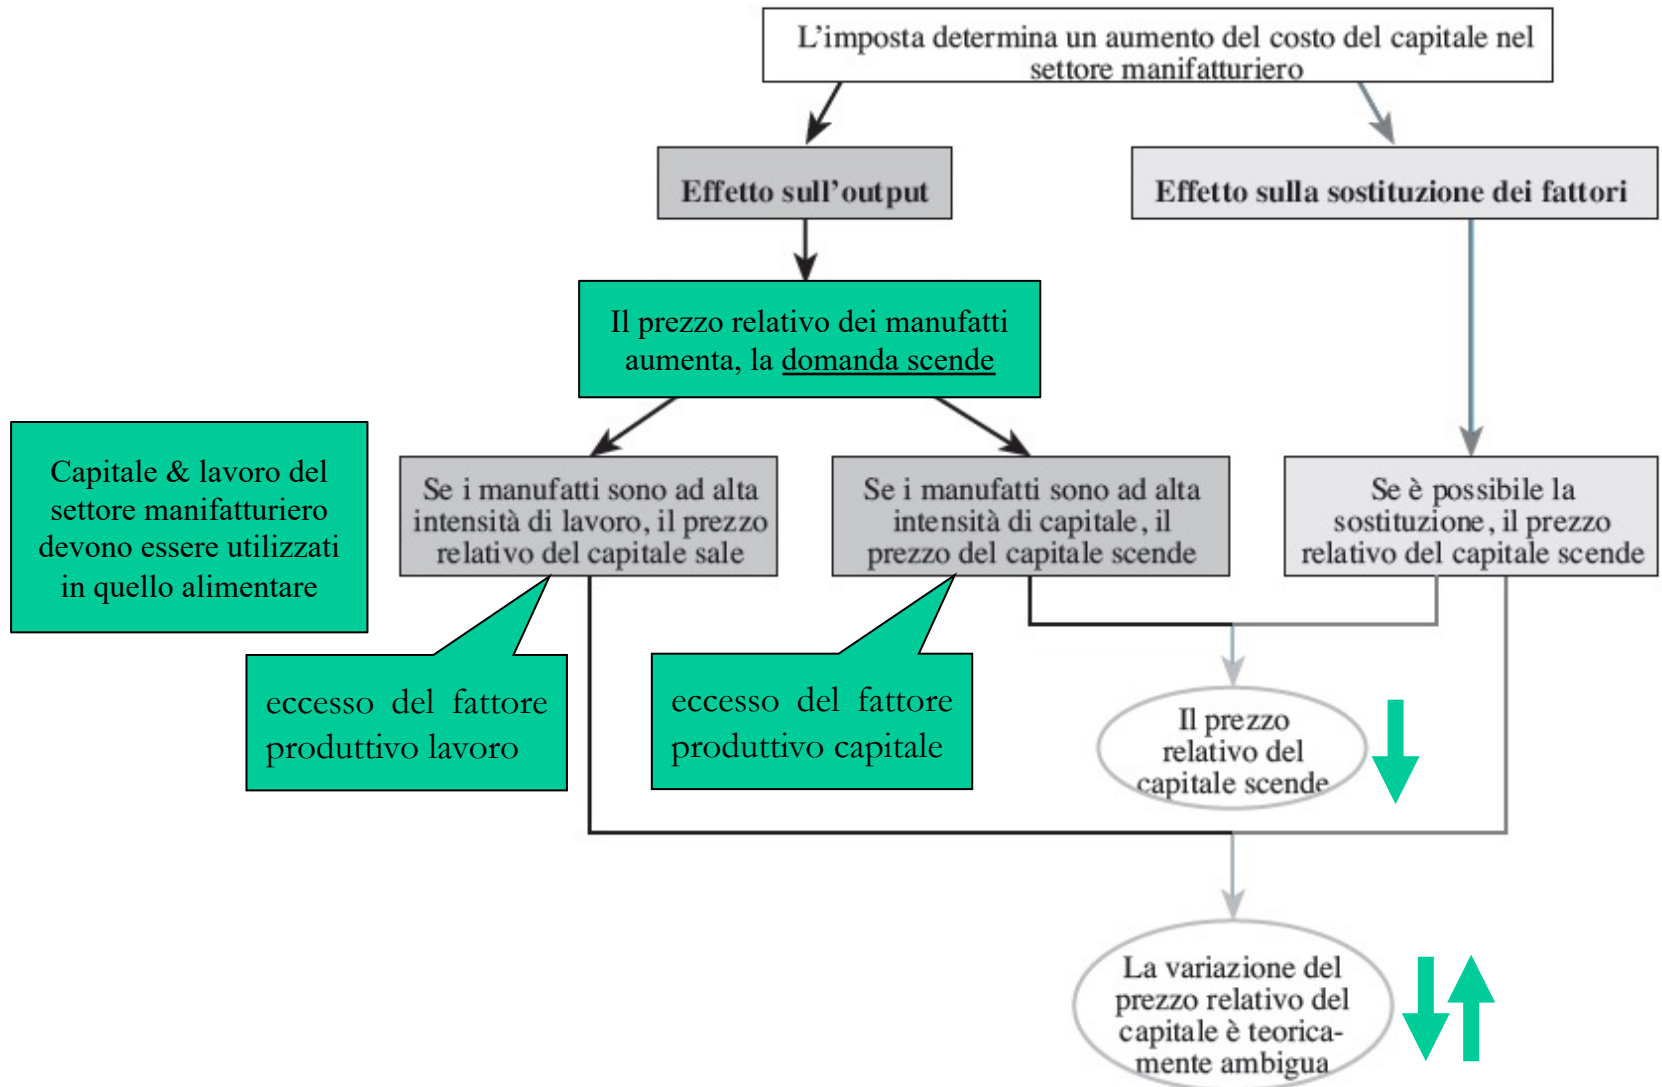 L’imposta determina un aumento del costo del capitale nel
settore manifatturiero
Effetto sull’output
Effetto sulla sostituzione dei fattori
Il prezzo relativo dei manufatti
aumenta, la domanda scende
Capitale & lavoro del
settore manifatturiero
devono essere utilizzati
in quello alimentare
Se i manufatti sono ad alta
intensità di lavoro, il prezzo
relativo del capitale sale
Se i manufatti sono ad alta
intensità di capitale, il
prezzo del capitale scende
Se è possibile la
sostituzione, il prezzo
relativo del capitale scende
eccesso del fattore
produttivo lavoro
eccesso del fattore
produttivo capitale
Il prezzo
relativo del
capitale scende
La variazione del
prezzo relativo del
capitale è teorica-
mente ambigua